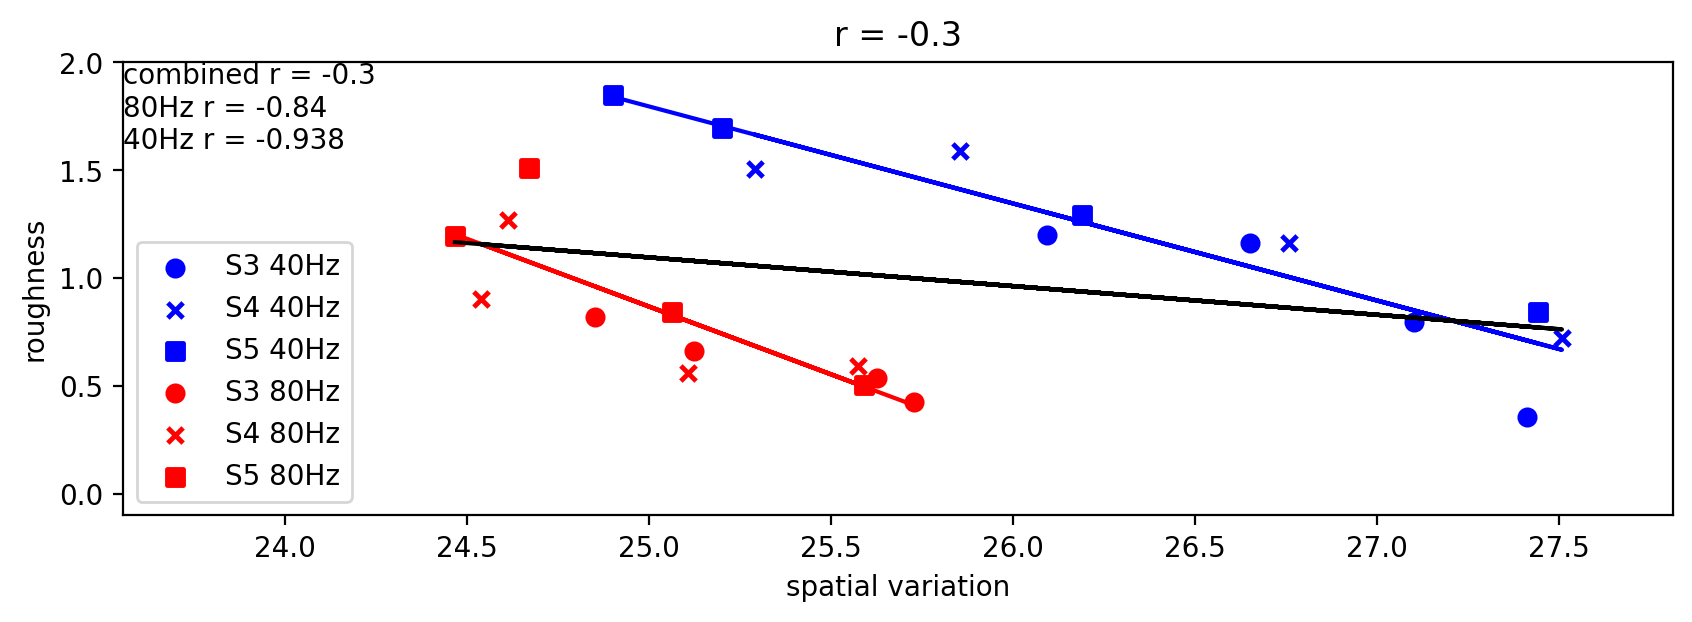 r = -0.3
combined r = -0.3
80Hz r = -0.84
40Hz r = -0.938
2.0
1.5
1.0
0.5
0.0
roughness
S3 40Hz
S4 40Hz
S5 40Hz
S3 80Hz
S4 80Hz
S5 80Hz
24.0 24.5 25.0 25.5 26.0 26.5 27.0 27.5
spatial variation